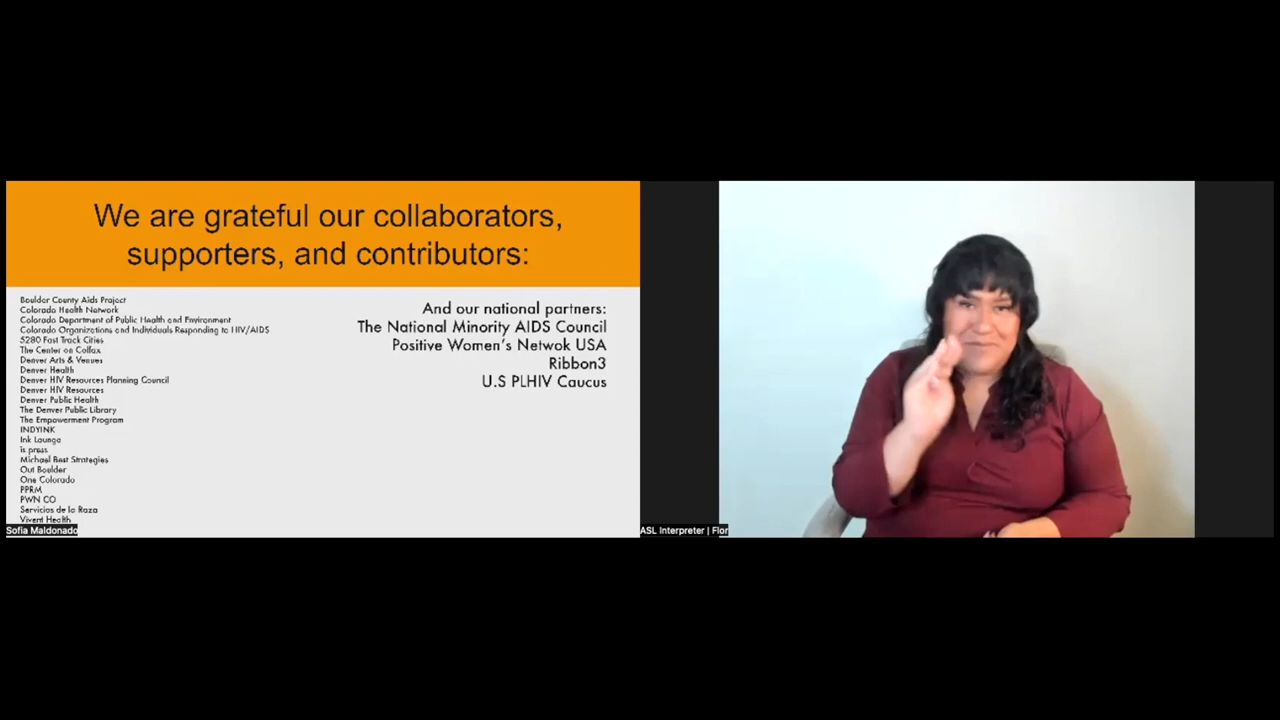 We are grateful our collaborators,
supporters, and contributors:
Boulder County Aids Project
Colorado Health Network
Colorado Department of Public Health and Environment
Colorado Organizations and Individuals Responding to HIV/AIDS
5280 Fast Track Cities
The Center on Colfax
Denver Arts & Venues
Denver Health
Denver HIV Resources Planning Council
Denver HIV Resources
Denver Public Health
The Denver Public Library
The Empowerment Program
INDYINK
Ink Lounge
is press
Michael Best Strategies
Out Boulder
One Colorado
PPRM
PWN CO
Servicios de la Raza
Vivent Health
And our national partners:
The National Minority AIDS Council
Positive Women's Netwok USA
Ribbon3
U.S PLHIV Caucus
Sofia Maldonado
ASL Interpreter | Flor